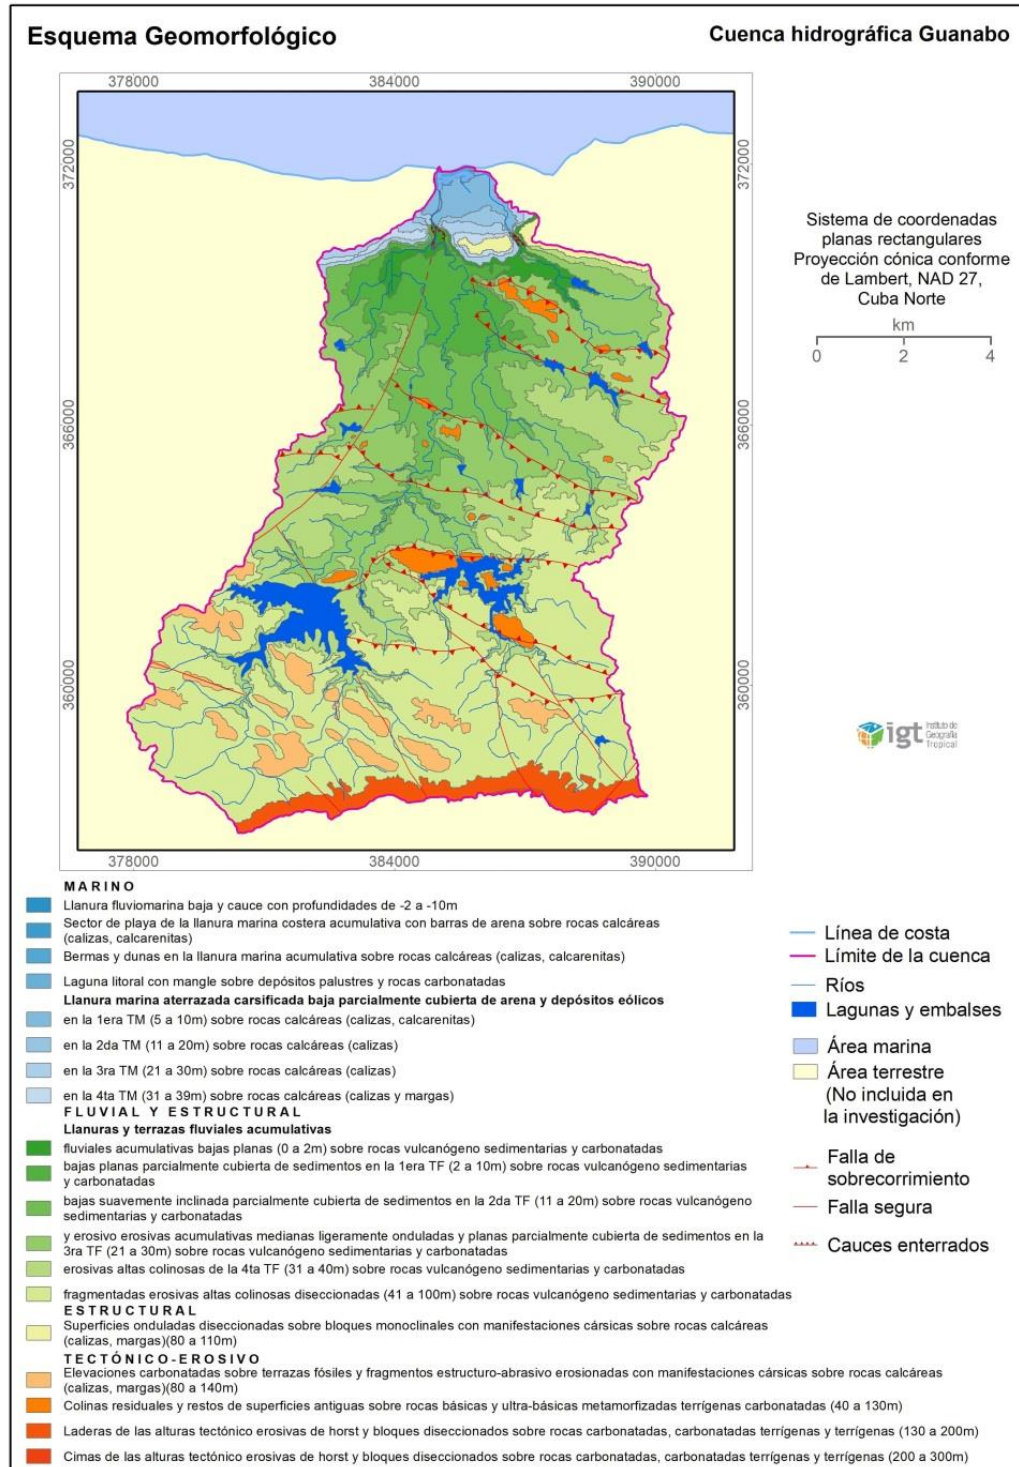 Esquema Geomorfológico
Cuenca hidrográfica Guanabo
378000
384000
390000
372000
372000
366000
366000
360000
360000
378000
384000
390000
Sistema de coordenadas
planas rectangulares
Proyección cónica conforme
de Lambert, NAD 27,
Cuba Norte
km
0 2 4
igt Instituto de
Geografía
Tropical
MARINO
Llanura fluviomarina baja y cauce con profundidades de -2 a -10m
Sector de playa de la llanura marina costera acumulativa con barras de arena sobre rocas calcáreas
(calizas, calcarenitas)
Bermas y dunas en la llanura marina acumulativa sobre rocas calcáreas (calizas, calcarenitas)
Laguna litoral con mangle sobre depósitos palustres y rocas carbonatadas
Llanura marina aterrazada carsificada baja parcialmente cubierta de arena y depósitos eólicos
en la 1era TM (5 a 10m) sobre rocas calcáreas (calizas, calcarenitas)
en la 2da TM (11 a 20m) sobre rocas calcáreas (calizas)
en la 3ra TM (21 a 30m) sobre rocas calcáreas (calizas)
en la 4ta TM (31 a 39m) sobre rocas calcáreas (calizas y margas)
FLUVIAL Y ESTRUCTURAL
Llanuras y terrazas fluviales acumulativas
fluviales acumulativas bajas planas (0 a 2m) sobre rocas vulcanógeno sedimentarias y carbonatadas
bajas planas parcialmente cubierta de sedimentos en la 1era TF (2 a 10m) sobre rocas vulcanógeno sedimentarias
y carbonatadas
bajas suavemente inclinada parcialmente cubierta de sedimentos en la 2da TF (11 a 20m) sobre rocas vulcanógeno
sedimentarias y carbonatadas
y erosivo erosivas acumulativas medianas ligeramente onduladas y planas parcialmente cubierta de sedimentos en la
3ra TF (21 a 30m) sobre rocas vulcanógeno sedimentarias y carbonatadas
erosivas altas colinosas de la 4ta TF (31 a 40m) sobre rocas vulcanógeno sedimentarias y carbonatadas
fragmentadas erosivas altas colinosas diseccionadas (41 a 100m) sobre rocas vulcanógeno sedimentarias y carbonatadas
ESTRUCTURAL
Superficies onduladas diseccionadas sobre bloques monoclinales con manifestaciones cársicas sobre rocas calcáreas
(calizas, margas)(80 a 110m)
TECTÓNICO-EROSIVO
Elevaciones carbonatadas sobre terrazas fósiles y fragmentos estructuro-abrasivo erosionadas con manifestaciones cársicas sobre rocas calcáreas
(calizas, margas)(80 a 140m)
Colinas residuales y restos de superficies antiguas sobre rocas básicas y ultra-básicas metamorfizadas terrígenas carbonatadas (40 a 130m)
Laderas de las alturas tectónico erosivas de horst y bloques diseccionados sobre rocas carbonatadas, carbonatadas terrígenas y terrígenas (130 a 200m)
Cimas de las alturas tectónico erosivas de horst y bloques diseccionados sobre rocas carbonatadas, carbonatadas terrígenas y terrígenas (200 a 300m)
Línea de costa
Límite de la cuenca
Ríos
Lagunas y embalses
Área marina
Área terrestre
(No incluida en
la investigación)
Falla de
sobrecorrimiento
Falla segura
Cauces enterrados